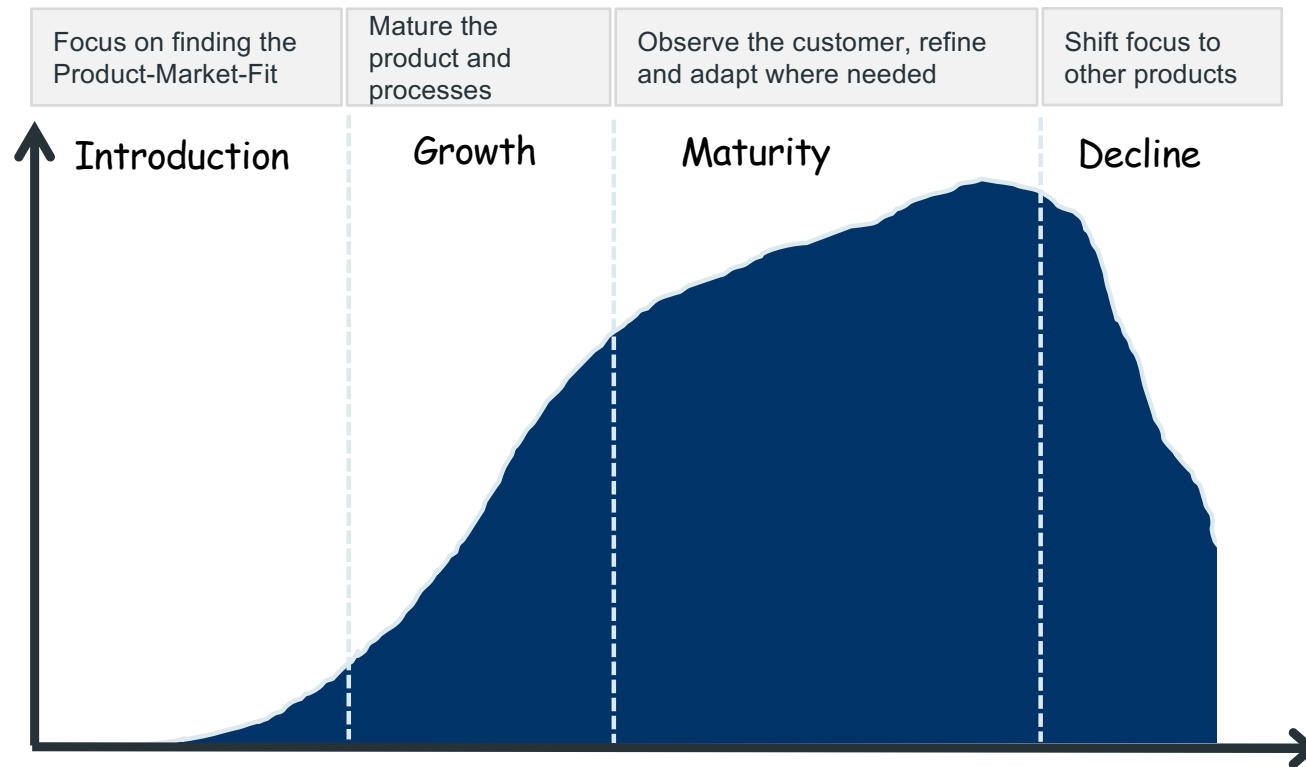 Focus on finding the
Product-Market-Fit
Mature the
product and
processes
Observe the customer, refine
and adapt where needed
Shift focus to
other products
Introduction
Growth
Maturity
Decline